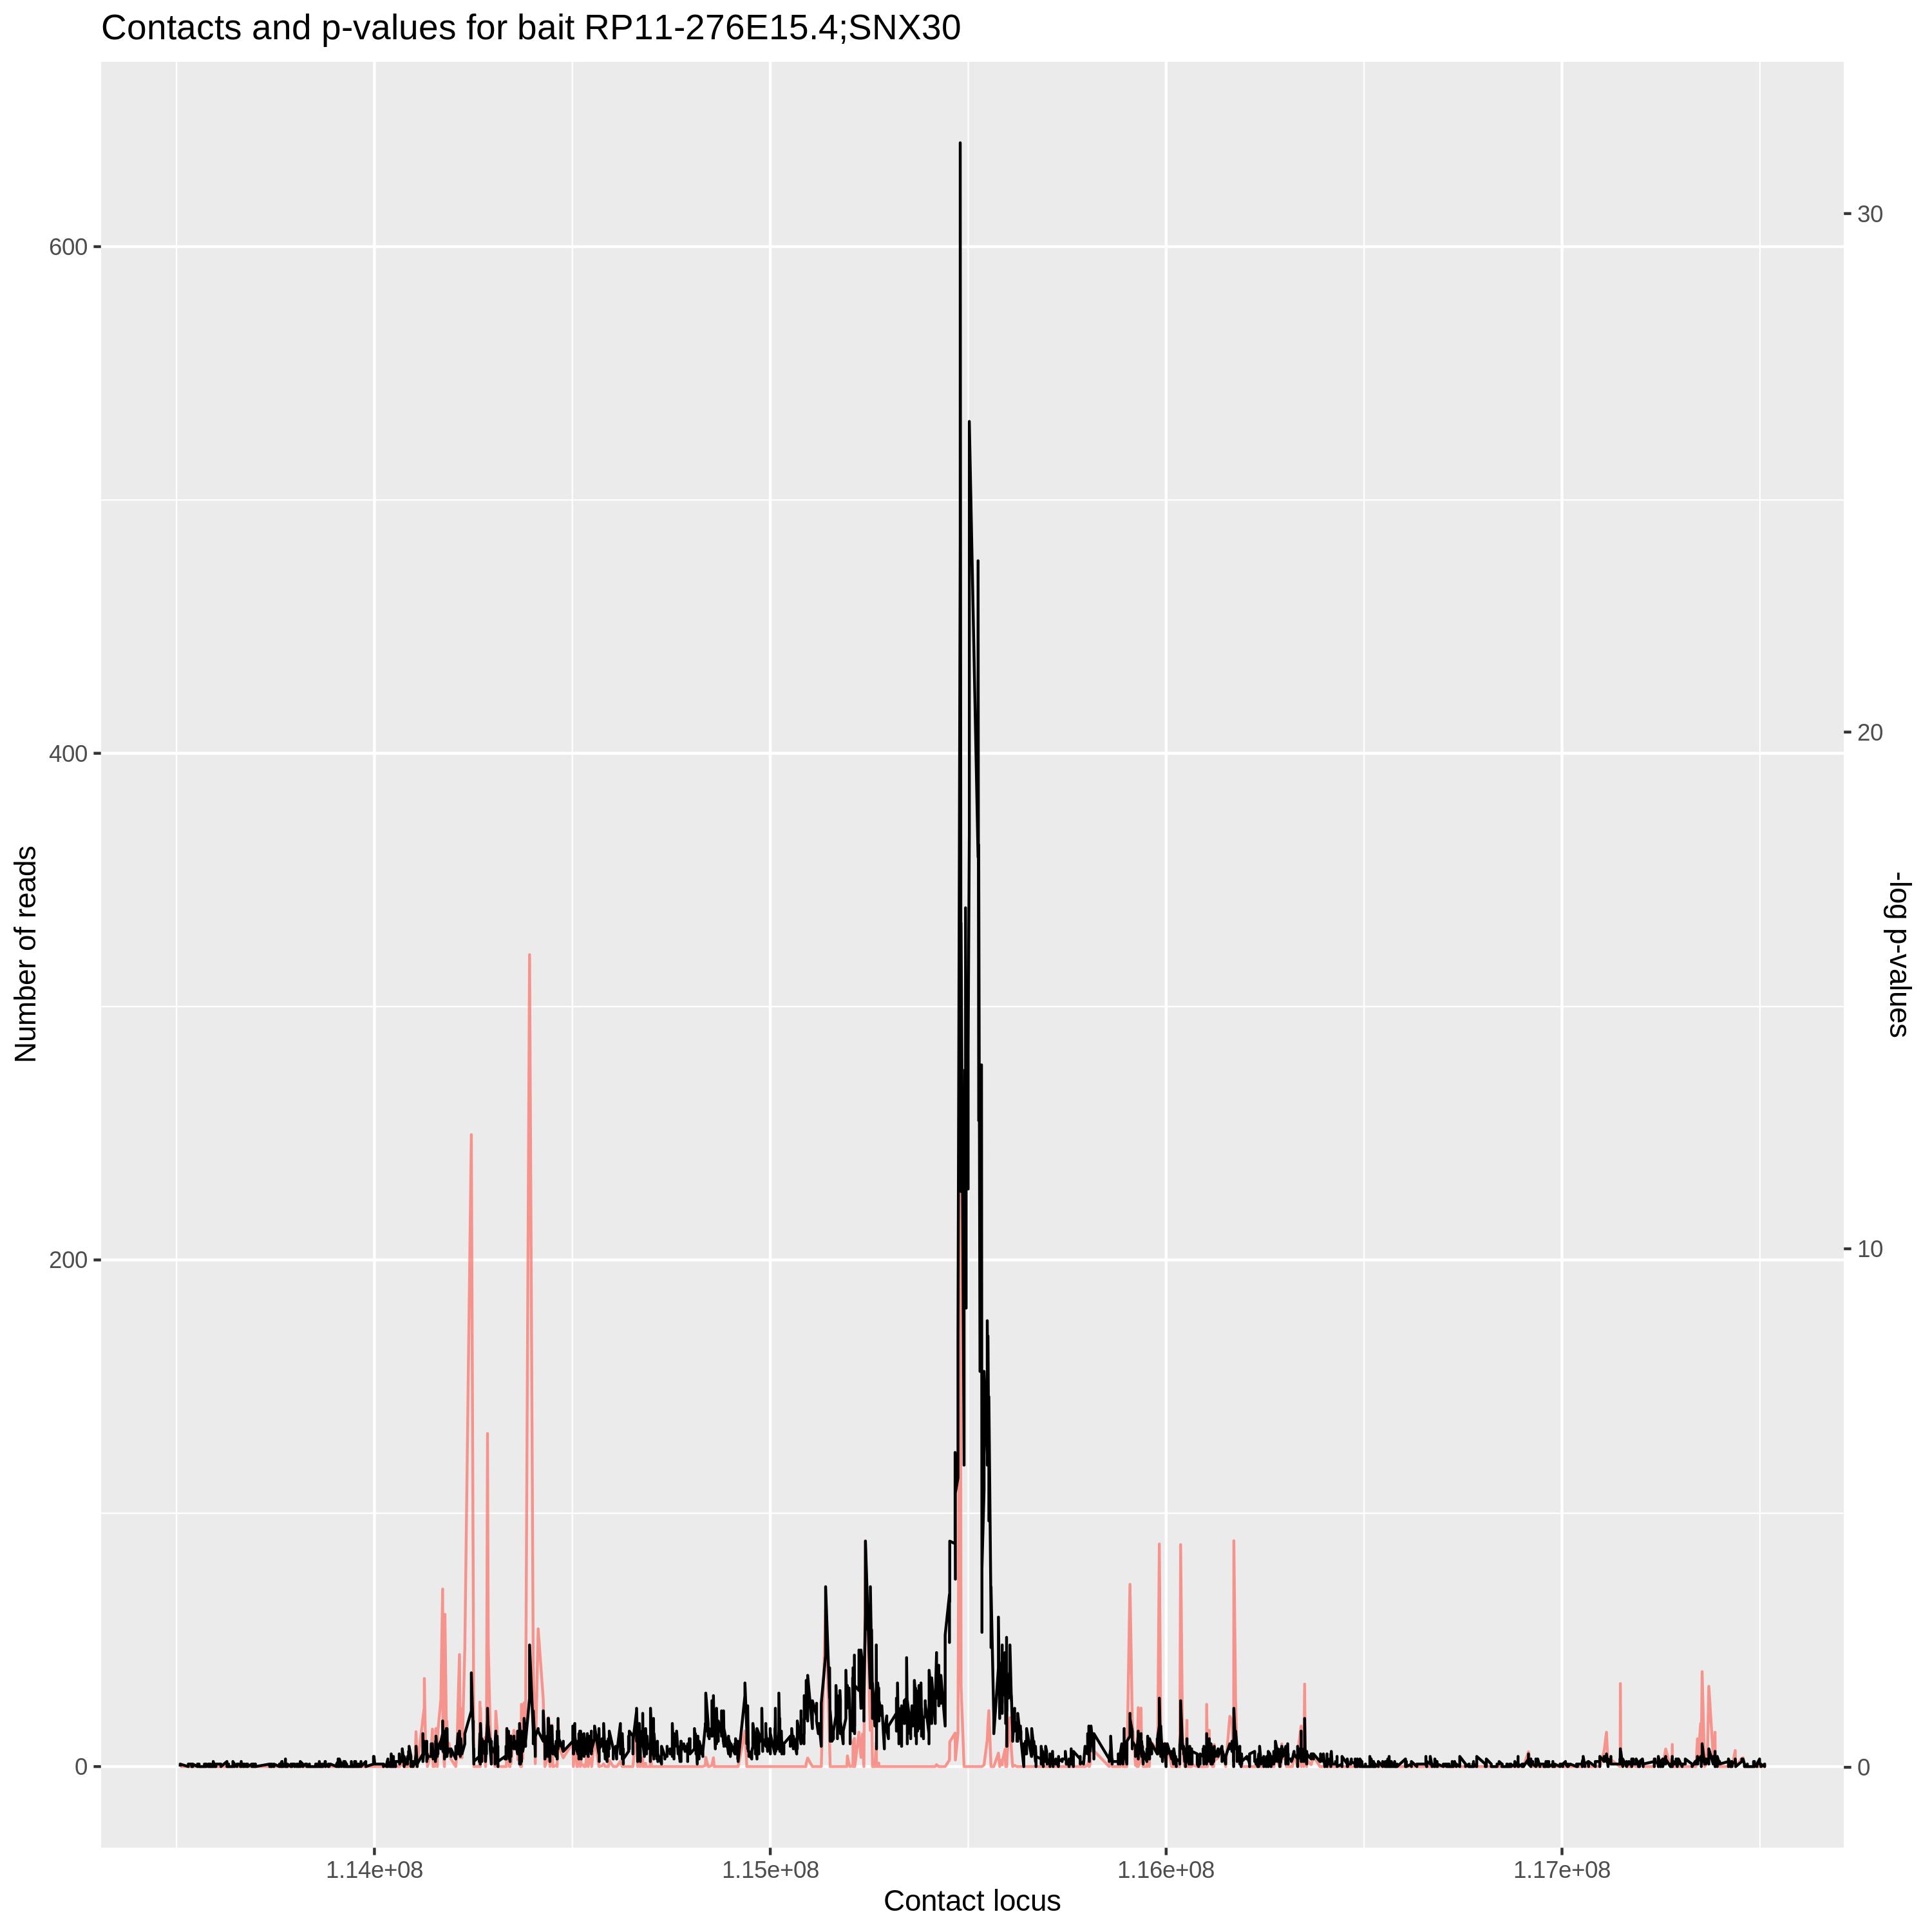 Contacts and p-values for bait RP11-276E15.4;SNX30
600
400
200
0
Number of reads
30
20
10
0
-log p-values
1.14e+08
1.15e+08
1.16e+08
1.17e+08
Contact locus